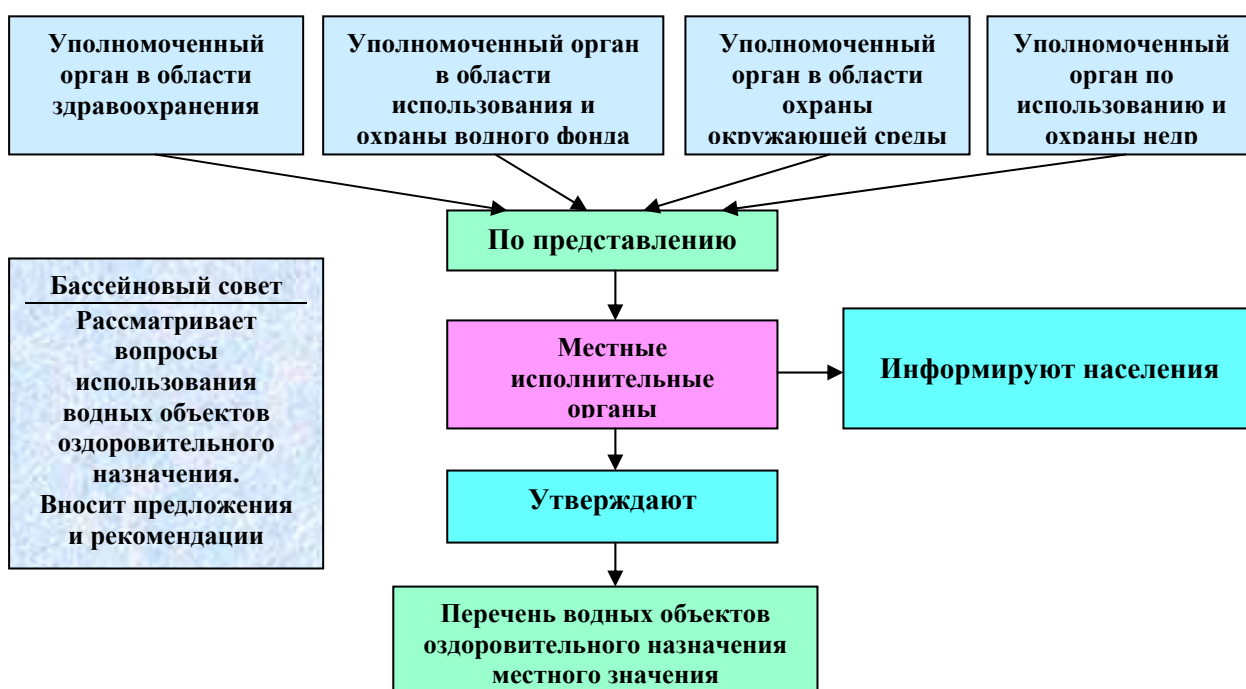 Уполномоченный
орган в области
здравоохранения
Уполномоченный орган
в области
использования и
охраны водного фонда
Уполномоченный
орган в области
охраны
окружающей среды
Уполномоченный
орган по
использованию и
охраны недр
По представлению
Бассейновый совет
Рассматривает
вопросы
использования
водных объектов
оздоровительного
назначения.
Вносит предложения
и рекомендации
Местные
исполнительные
органы
Информируют населения
Утверждают
Перечень водных объектов
оздоровительного назначения
местного значения